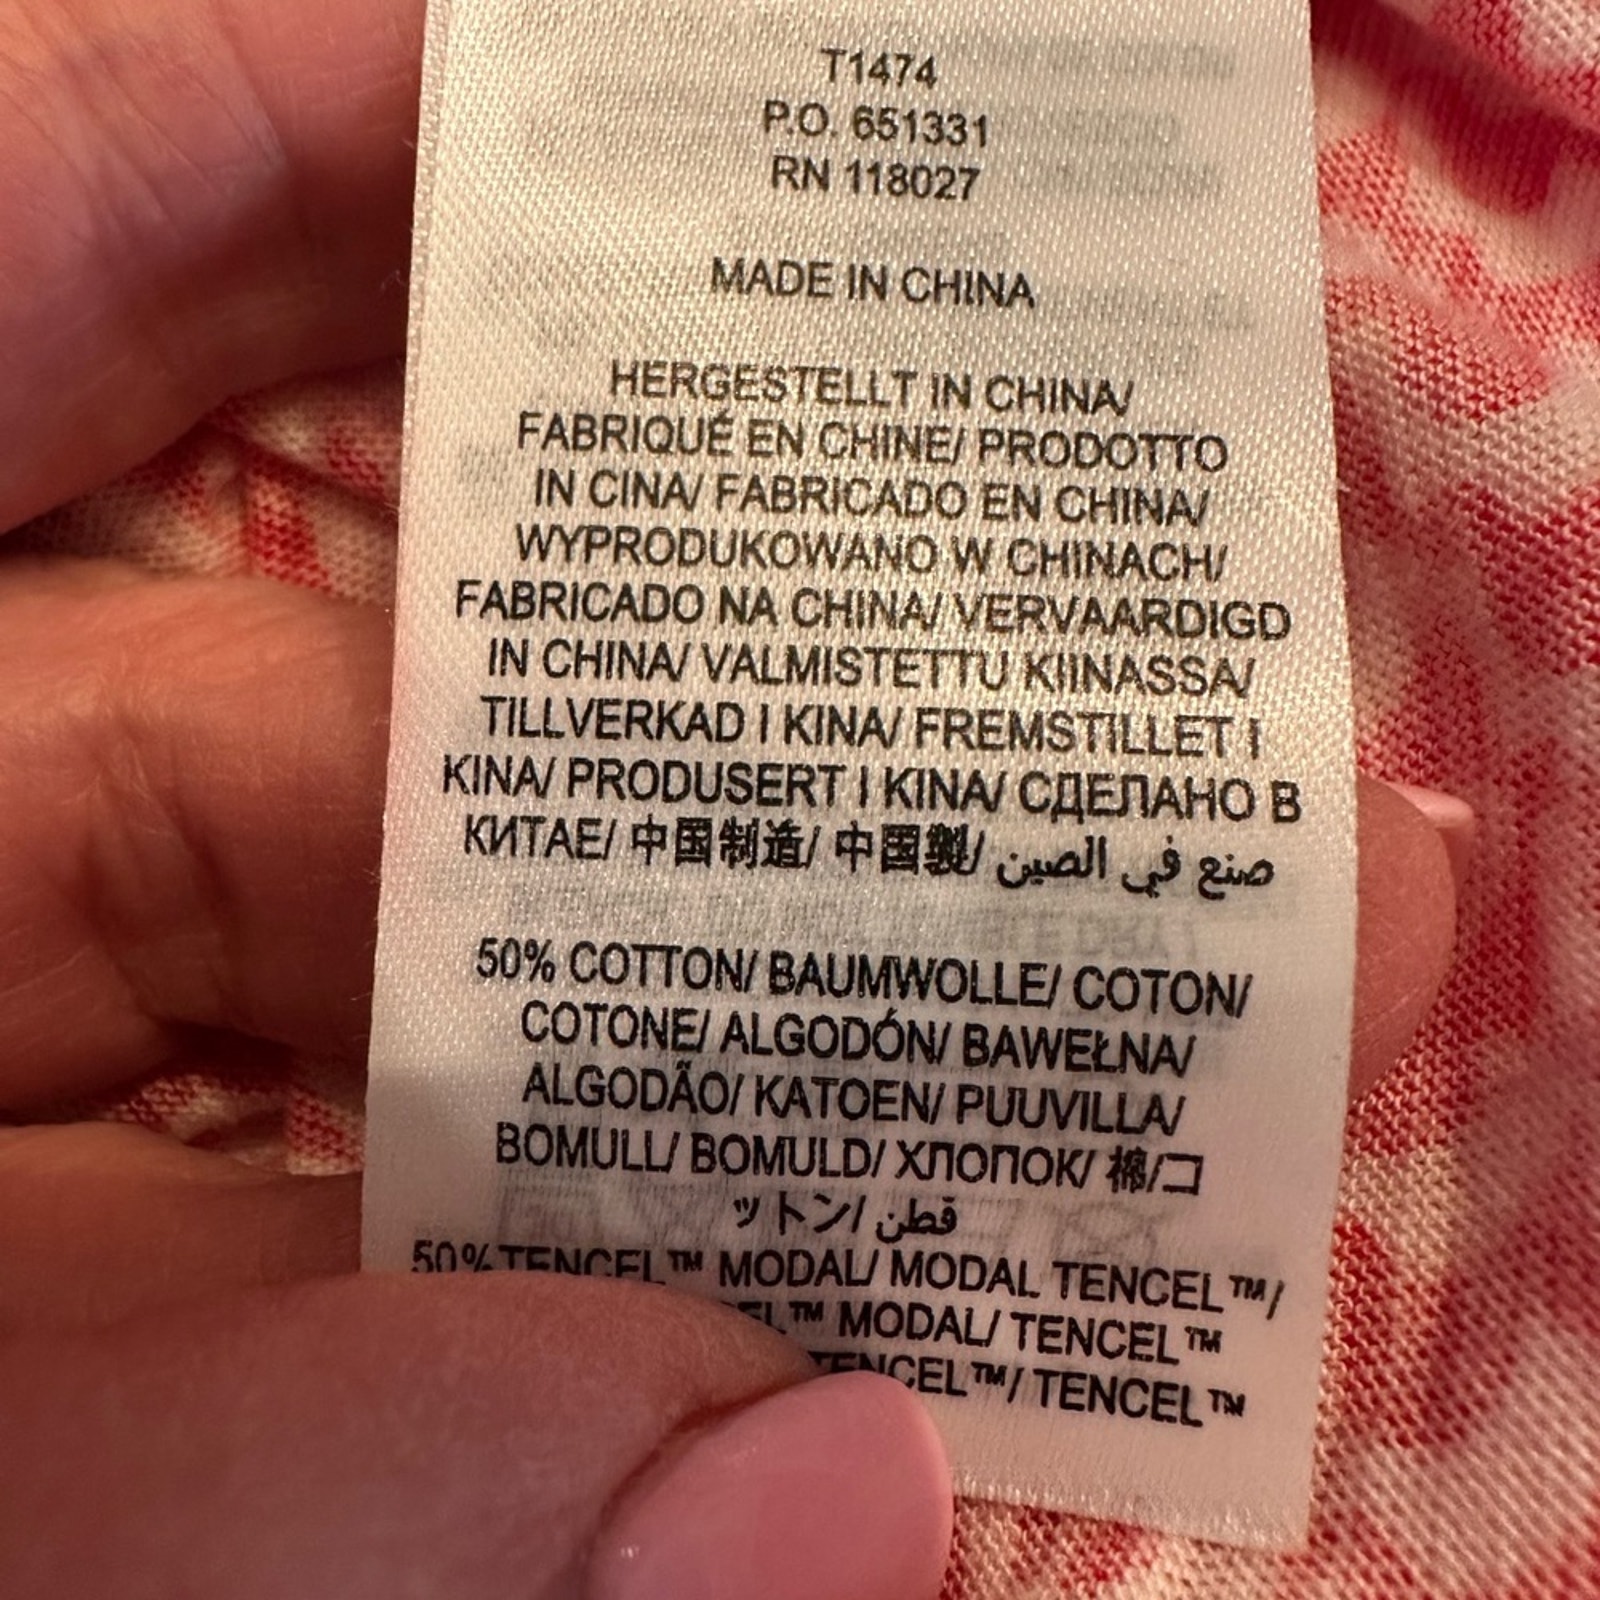 T1474
P.O. 651331
RN 118027
MADE IN CHINA
HERGESTELLT IN CHINA/
FABRIQUÉ EN CHINE/ PRODOTTO
IN CINA/ FABRICADO EN CHINA/
WYPRODUKOWANO W CHINACH/
FABRICADO NA CHINA/ VERVAARDIGD
IN CHINA/ VALMISTETTU KIINASSA/
TILLVERKAD I KINA/ FREMSTILLET I
KINA/ PRODUSERT I KINA/ СДЕЛАНО В
КИТАЕ/ 中国制造/ 中国製/ صنع في الصين
50% COTTON/ BAUMWOLLE/ COTON/
COTONE/ ALGODÓN/ BAWEŁNA/
ALGODÃO/ KATOEN/ PUUVILLA/
BOMULL/ BOMULD/ ХЛОПОК/ 棉/コ
ットン/ قطن
50% TENCEL™ MODAL/ MODAL TENCEL™/
MODAL/ TENCEL™
TENCEL™/ TENCEL™